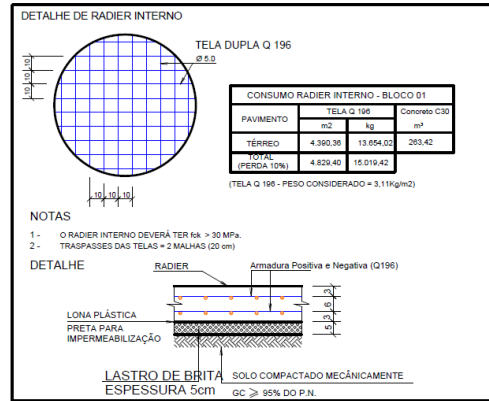 DETALHE DE RADIER INTERNO
TELA DUPLA Q 196
Ø 5.0
10 10 10
10 10 10
CONSUMO RADIER INTERNO - BLOCO 01
PAVIMENTO TELA Q 196 Concreto C30
m2 kg m³
TÉRREO 4.390,36 13.654,02 263,42
TOTAL (PERDA 10%) 4.829,40 15.019,42
(TELA Q 196 - PESO CONSIDERADO = 3,11Kg/m2)
NOTAS
1 - O RADIER INTERNO DEVERÁ TER fck > 30 MPa.
2 - TRASPASSES DAS TELAS = 2 MALHAS (20 cm)
DETALHE
RADIER
Armadura Positiva e Negativa (Q196)
3
6
3
5
LONA PLÁSTICA
PRETA PARA
IMPERMEABILIZAÇÃO
LASTRO DE BRITA
ESPESSURA 5cm
SOLO COMPACTADO MECÂNICAMENTE
GC ⩾ 95% DO P.N.